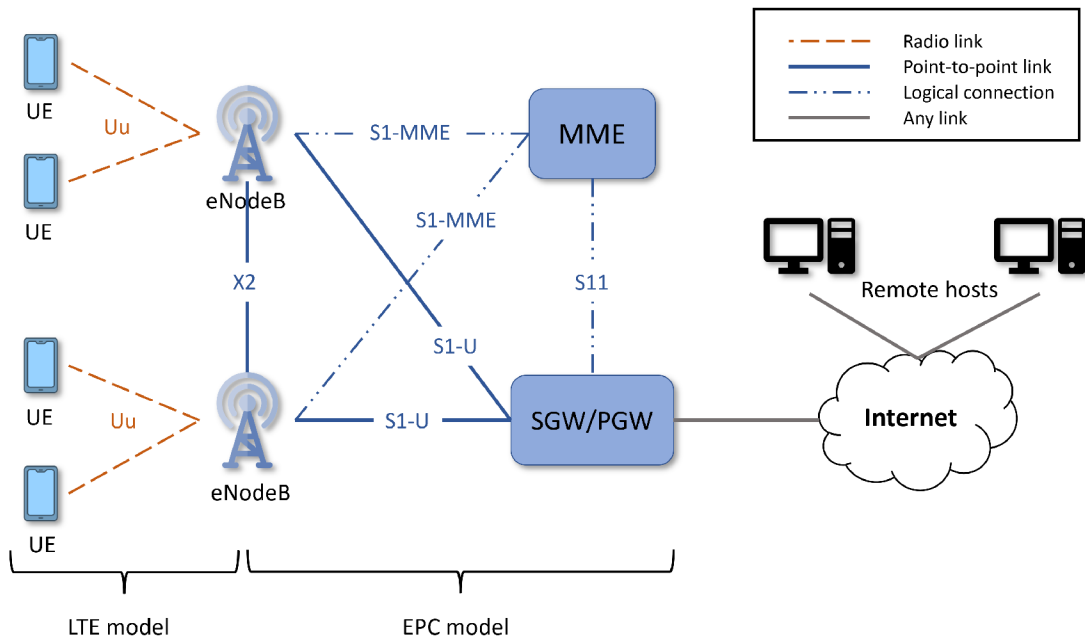 Radio link
Point-to-point link
Logical connection
Any link
UE
Uu
UE
eNodeB
S1-MME
MME
S1-MME
X2
S11
Remote hosts
S1-U
UE
Uu
UE
eNodeB
S1-U
SGW/PGW
Internet
LTE model
EPC model